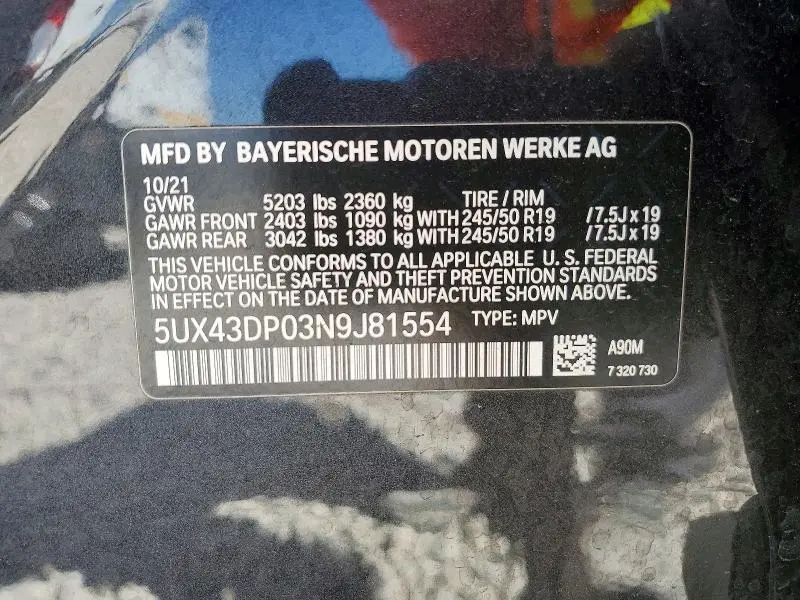 MFD BY BAYERISCHE MOTOREN WERKE AG
10/21
GVWR 5203 lbs 2360 kg TIRE / RIM
GAWR FRONT 2403 lbs 1090 kg WITH 245/50 R19 /7.5J x 19
GAWR REAR 3042 lbs 1380 kg WITH 245/50 R19 /7.5J x 19
THIS VEHICLE CONFORMS TO ALL APPLICABLE U. S. FEDERAL
MOTOR VEHICLE SAFETY AND THEFT PREVENTION STANDARDS
IN EFFECT ON THE DATE OF MANUFACTURE SHOWN ABOVE.
5UX43DP03N9J81554 TYPE: MPV
A90M
7 320 730